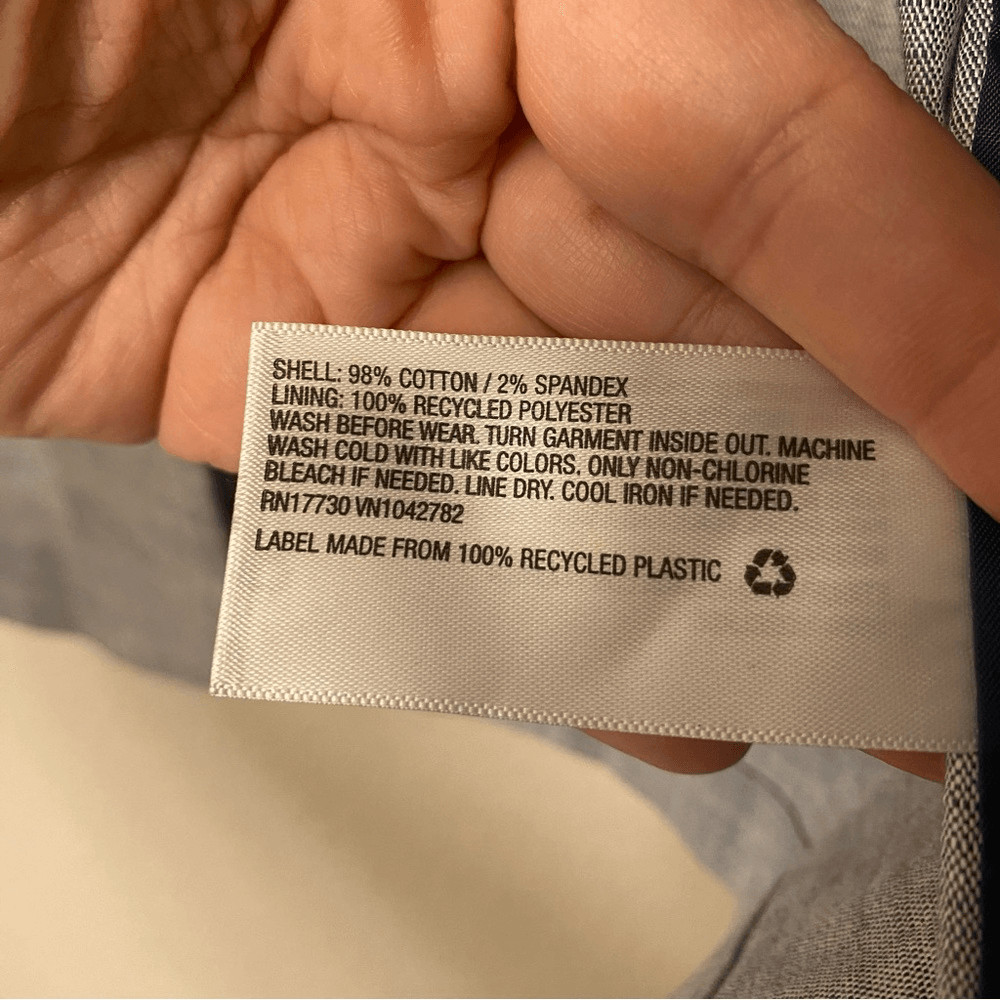 SHELL: 98% COTTON / 2% SPANDEX
LINING: 100% RECYCLED POLYESTER
WASH BEFORE WEAR. TURN GARMENT INSIDE OUT. MACHINE
WASH COLD WITH LIKE COLORS. ONLY NON-CHLORINE
BLEACH IF NEEDED. LINE DRY. COOL IRON IF NEEDED.
RN17730 VN1042782
LABEL MADE FROM 100% RECYCLED PLASTIC